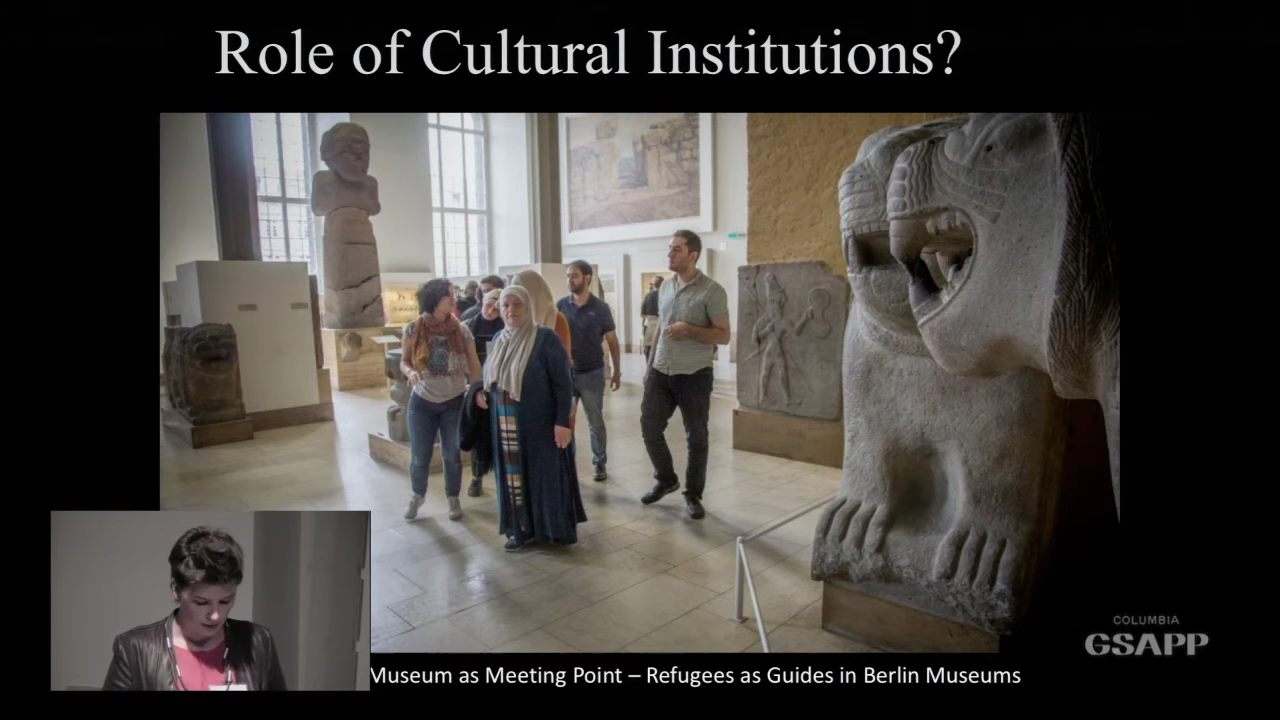 Role of Cultural Institutions?
COLUMBIA
GSAPP
Museum as Meeting Point – Refugees as Guides in Berlin Museums